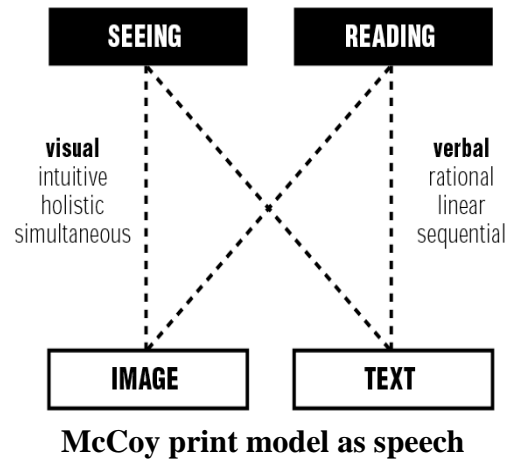 SEEING
READING
visual
intuitive
holistic
simultaneous
verbal
rational
linear
sequential
IMAGE
TEXT
McCoy print model as speech